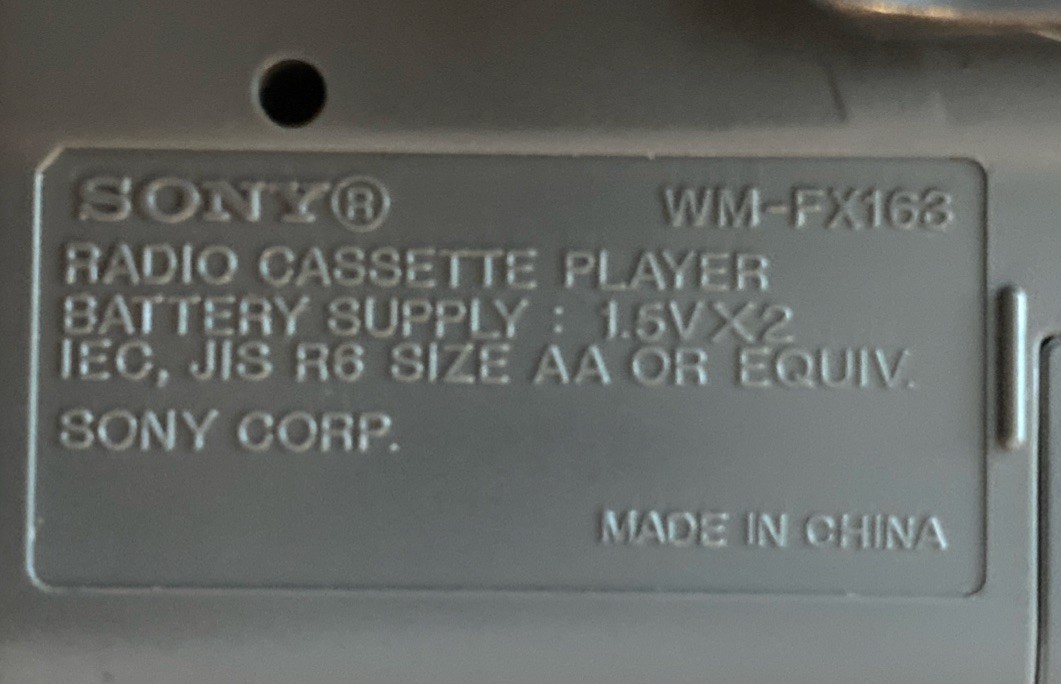 SONY® WM-FX163
RADIO CASSETTE PLAYER
BATTERY SUPPLY : 1.5VX2
IEC, JIS R6 SIZE AA OR EQUIV.
SONY CORP.
MADE IN CHINA